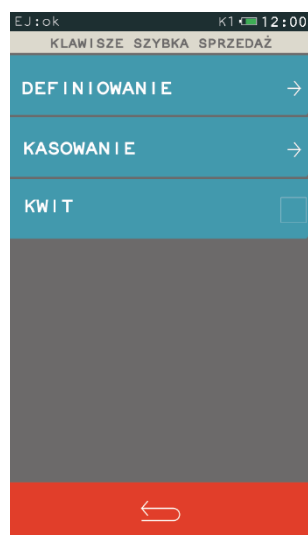 EJ:ok K1 12:00
KLAWISZE SZYBKA SPRZEDAŻ
DEFINIOWANIE
KASOWANIE
KWIT